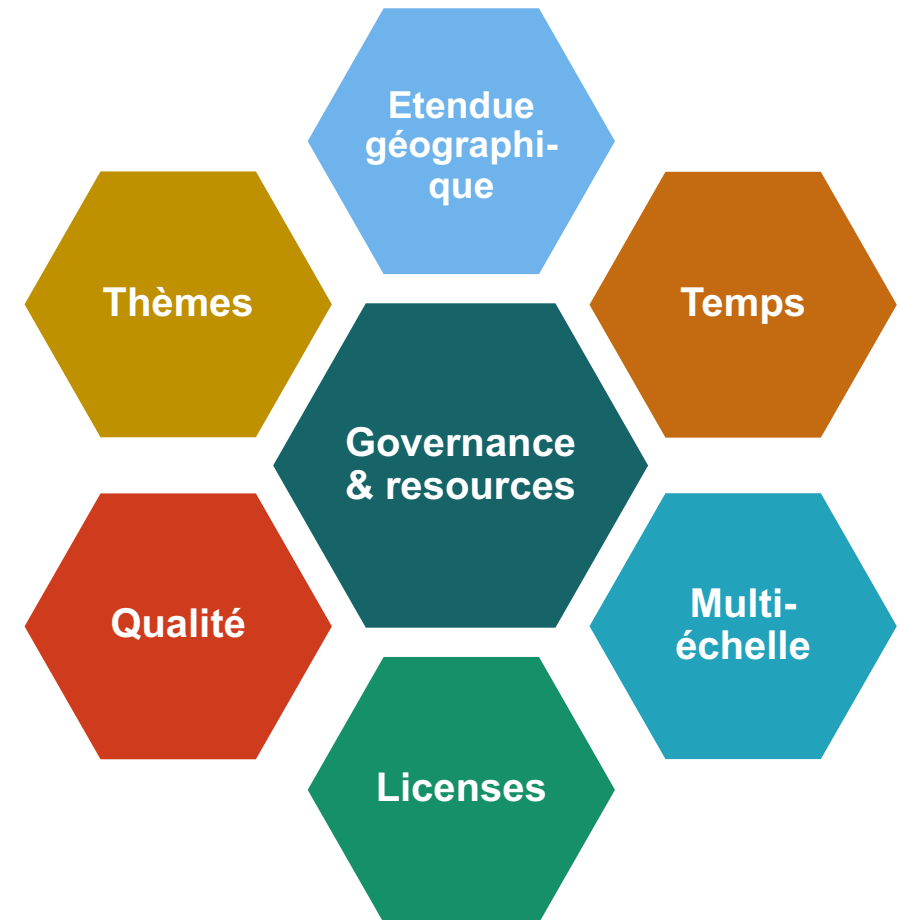 Etendue
géographi-
que
Thèmes
Temps
Governance
& resources
Qualité
Multi-
échelle
Licenses